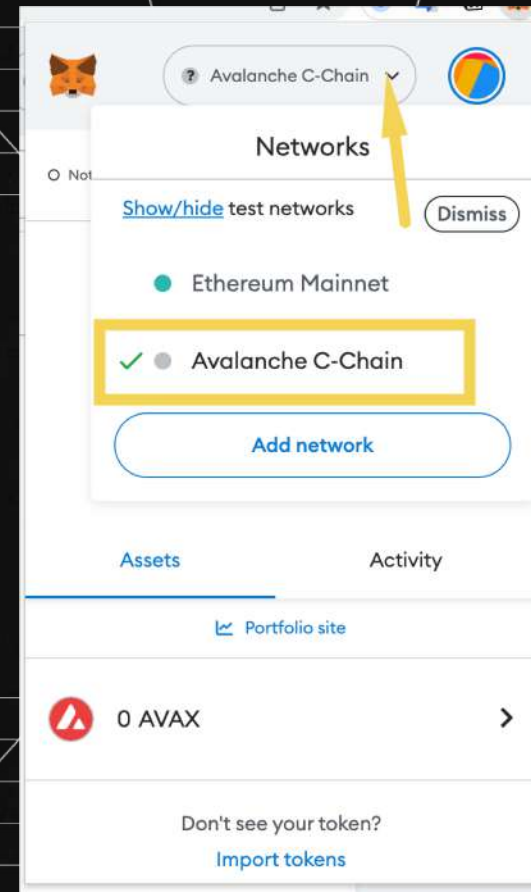 ? Avalanche C-Chain
Networks
Not
Show/hide test networks
Dismiss
Ethereum Mainnet
Avalanche C-Chain
Add network
Assets
Activity
Portfolio site
0 AVAX
Don't see your token?
Import tokens